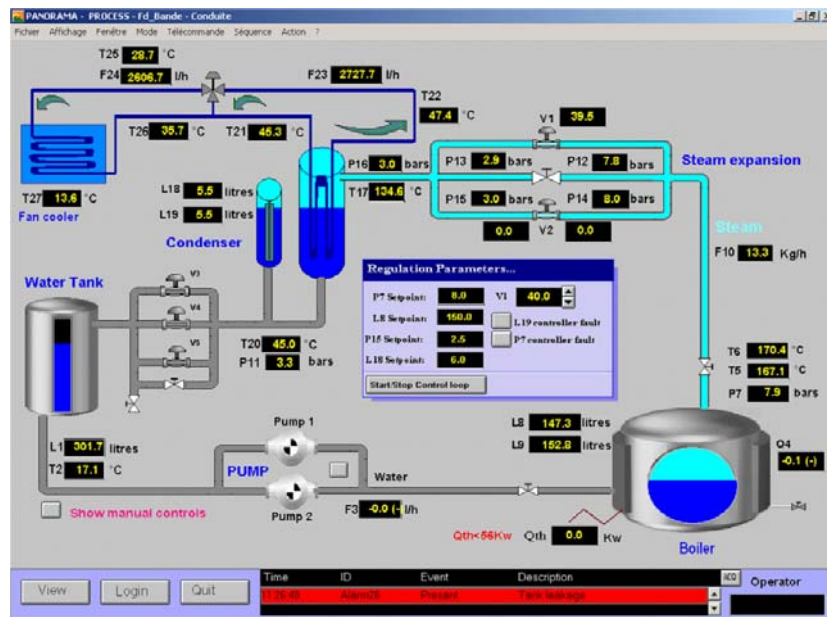 PANORAMA - PROCESS - Fd_Bande - Conduite
Fichier Affichage Fenêtre Mode Télécommande Séquence Action ?
T25 28.7 °C
F24 2606.7 l/h
F23 2727.7 l/h
T22
47.4 °C
V1 39.5
T26 35.7 °C
T21 45.3 °C
P16 3.0 bars
P13 2.9 bars
P12 7.8 bars
Steam expansion
T27 13.6 °C
Fan cooler
L18 5.5 litres
L19 5.5 litres
T17 134.6 °C
P15 3.0 bars
P14 8.0 bars
0.0 V2 0.0
Condenser
Steam
F10 13.3 Kg/h
Water Tank
V3
V4
V5
Regulation Parameters...
P7 Setpoint: 8.0
V1 40.0
L8 Setpoint: 150.0
L19 controller fault
P15 Setpoint: 2.5
P7 controller fault
L18 Setpoint: 6.0
Start/Stop Control loop
T20 45.0 °C
P11 3.3 bars
T6 170.4 °C
T5 167.1 °C
P7 7.9 bars
L1 301.7 litres
T2 17.1 °C
Pump 1
PUMP
Pump 2
Water
F3 -0.0 (-) l/h
L8 147.3 litres
L9 152.8 litres
O4
-0.1 (-)
Show manual controls
Qth<56Kw Qth 0.0 Kw
Boiler
View
Login
Quit
Time ID Event Description
ACQ
Operator
11:26:48 Alarm26 Present Tank leakage